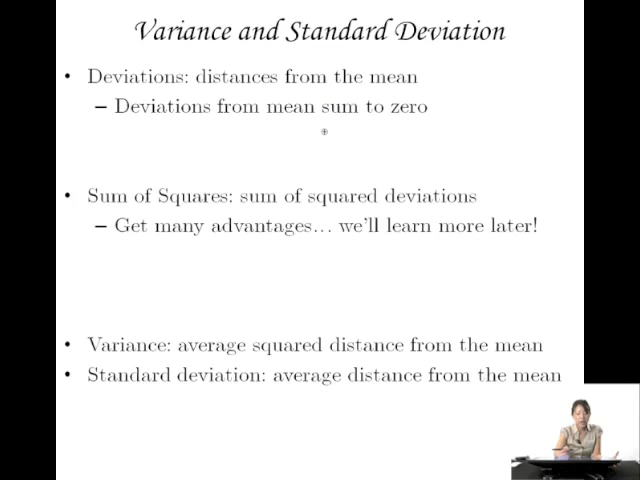 Variance and Standard Deviation
• Deviations: distances from the mean
– Deviations from mean sum to zero
• Sum of Squares: sum of squared deviations
– Get many advantages... we'll learn more later!
• Variance: average squared distance from the mean
• Standard deviation: average distance from the mean